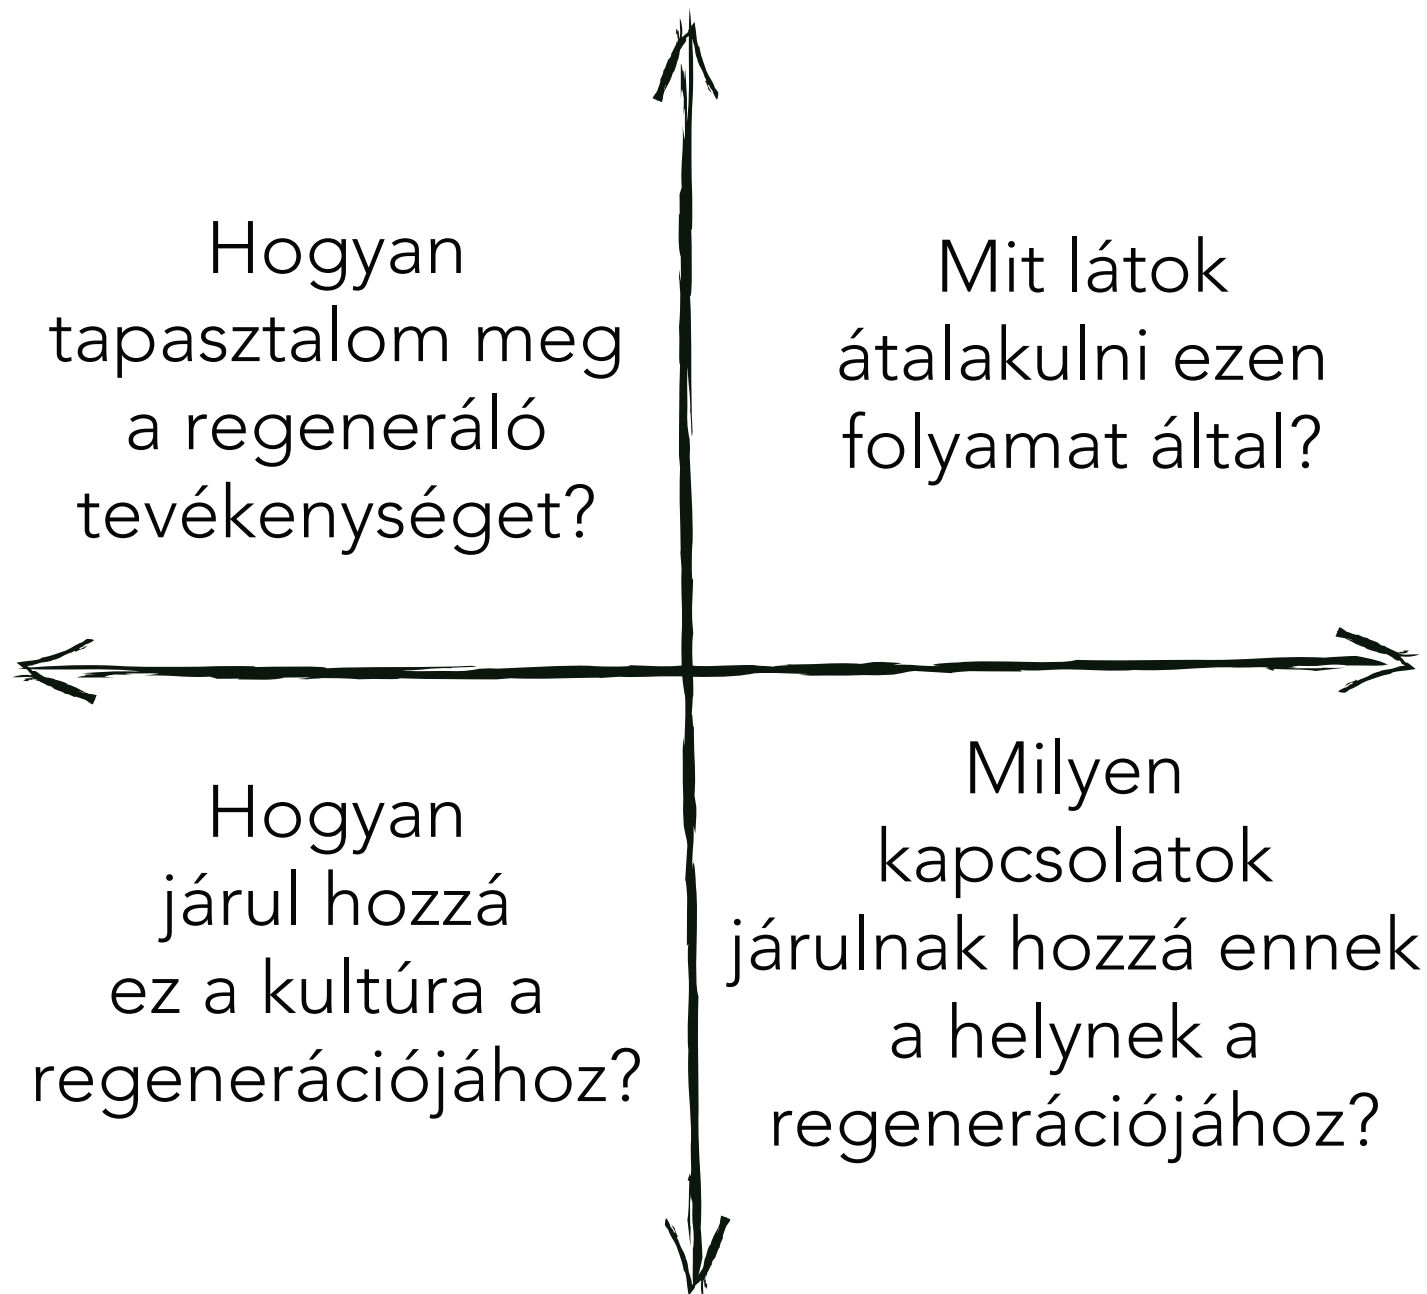 Hogyan
tapasztalom meg
a regeneráló
tevékenységet?
Mit látok
átalakulni ezen
folyamat által?
Hogyan
járul hozzá
ez a kultúra a
regenerációjához?
Milyen
kapcsolatok
járulnak hozzá ennek
a helynek a
regenerációjához?